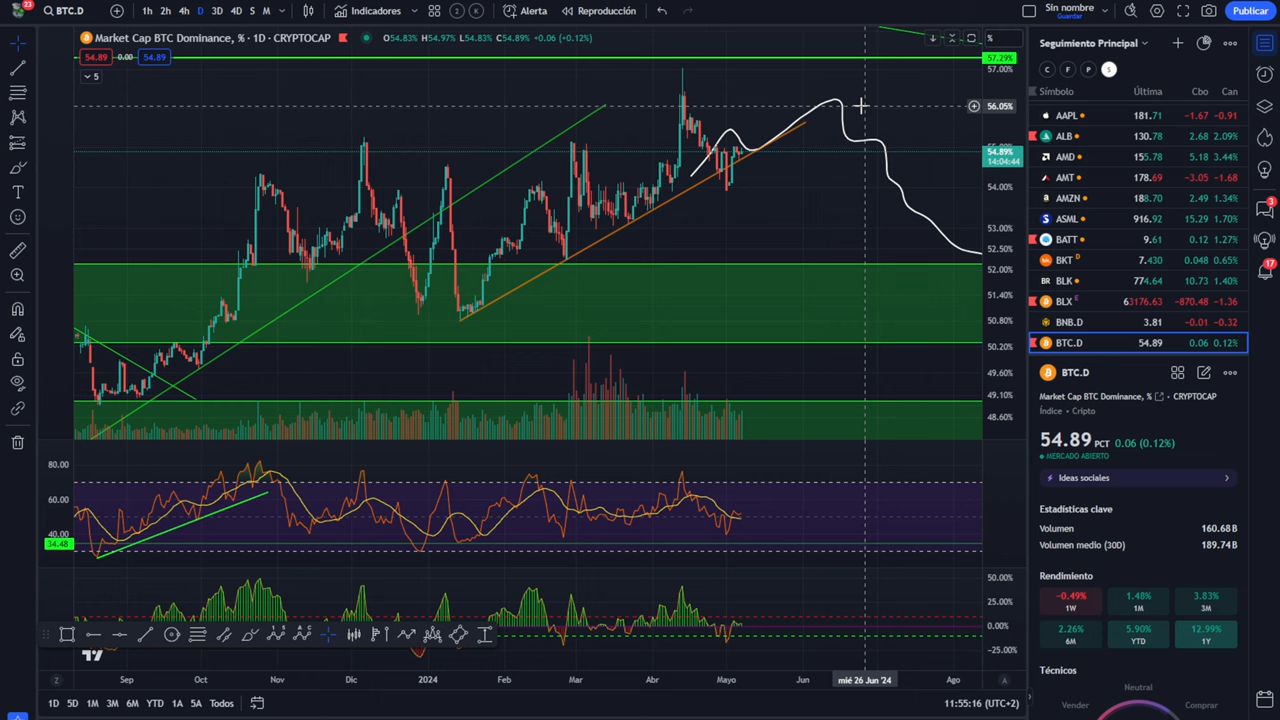 23
BTC.D
1h 2h 4h D 3D 4D S M
Indicadores
2 K
Alerta
Reproducción
Sin nombre
Guardar
Publicar
Market Cap BTC Dominance, % · 1D · CRYPTOCAP
O54.83% H54.97% L54.83% C54.89% +0.06 (+0.12%)
54.89 0.00 54.89
5
%
57.29%
57.00%
56.05%
54.89%
14:04:44
54.00%
53.00%
52.50%
52.00%
51.40%
50.80%
50.20%
49.60%
49.10%
48.60%
80.00
60.00
40.00
34.48
50.00%
25.00%
0.00%
−25.00%
Z
Sep Oct Nov Dic 2024 Feb Mar Abr Mayo Jun mié 26 Jun '24 Ago
A
1D 5D 1M 3M 6M YTD 1A 5A Todos
11:55:16 (UTC+2)
Seguimiento Principal
C F P S
Símbolo Última Cbo Can
AAPL 181.71 −1.67 −0.91
ALB 130.78 2.68 2.09%
AMD 155.78 5.18 3.44%
AMT 178.69 −3.05 −1.68
AMZN 188.70 2.49 1.34%
ASML 916.92 15.29 1.70%
BATT 9.61 0.12 1.27%
BKT D 7.430 0.048 0.65%
BLK 774.64 10.73 1.40%
BLX E 63176.63 −870.48 −1.36
BNB.D 3.81 −0.01 −0.32
BTC.D 54.89 0.06 0.12%
BTC.D
Market Cap BTC Dominance, % · CRYPTOCAP
Índice · Cripto
54.89 PCT 0.06 (0.12%)
MERCADO ABIERTO
Ideas sociales
Estadísticas clave
Volumen 160.68B
Volumen medio (30D) 189.74B
Rendimiento
−0.49% 1.48% 3.83%
1W 1M 3M
2.26% 5.90% 12.99%
6M YTD 1Y
Técnicos
Neutral
Vender Comprar
3
17